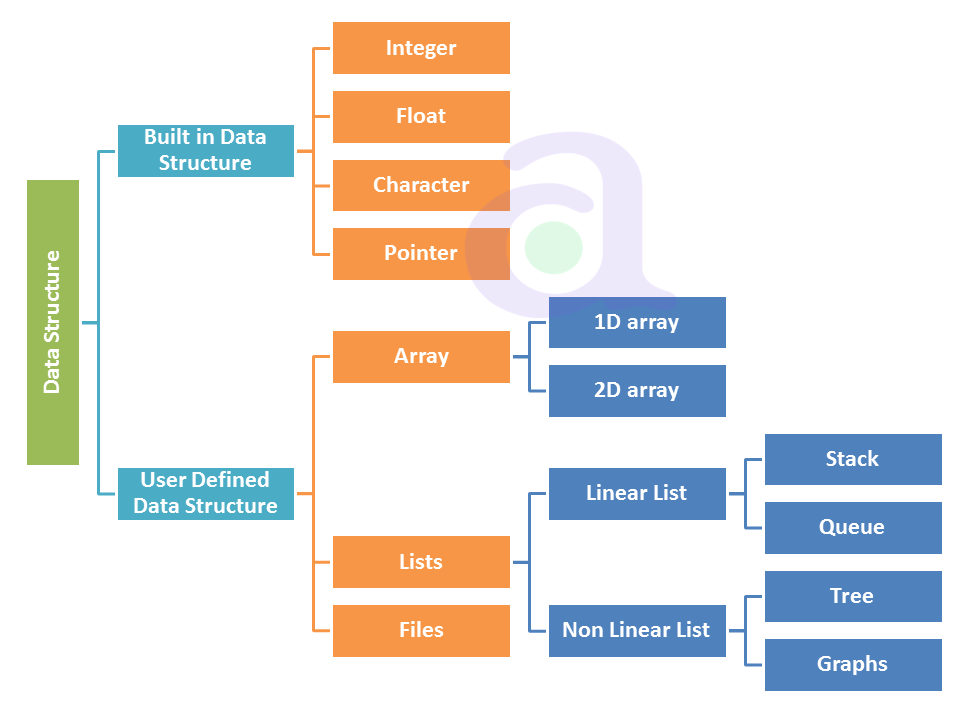 Data Structure
Built in Data
Structure
Integer
Float
Character
Pointer
User Defined
Data Structure
Array
1D array
2D array
Lists
Linear List
Stack
Queue
Non Linear List
Tree
Graphs
Files